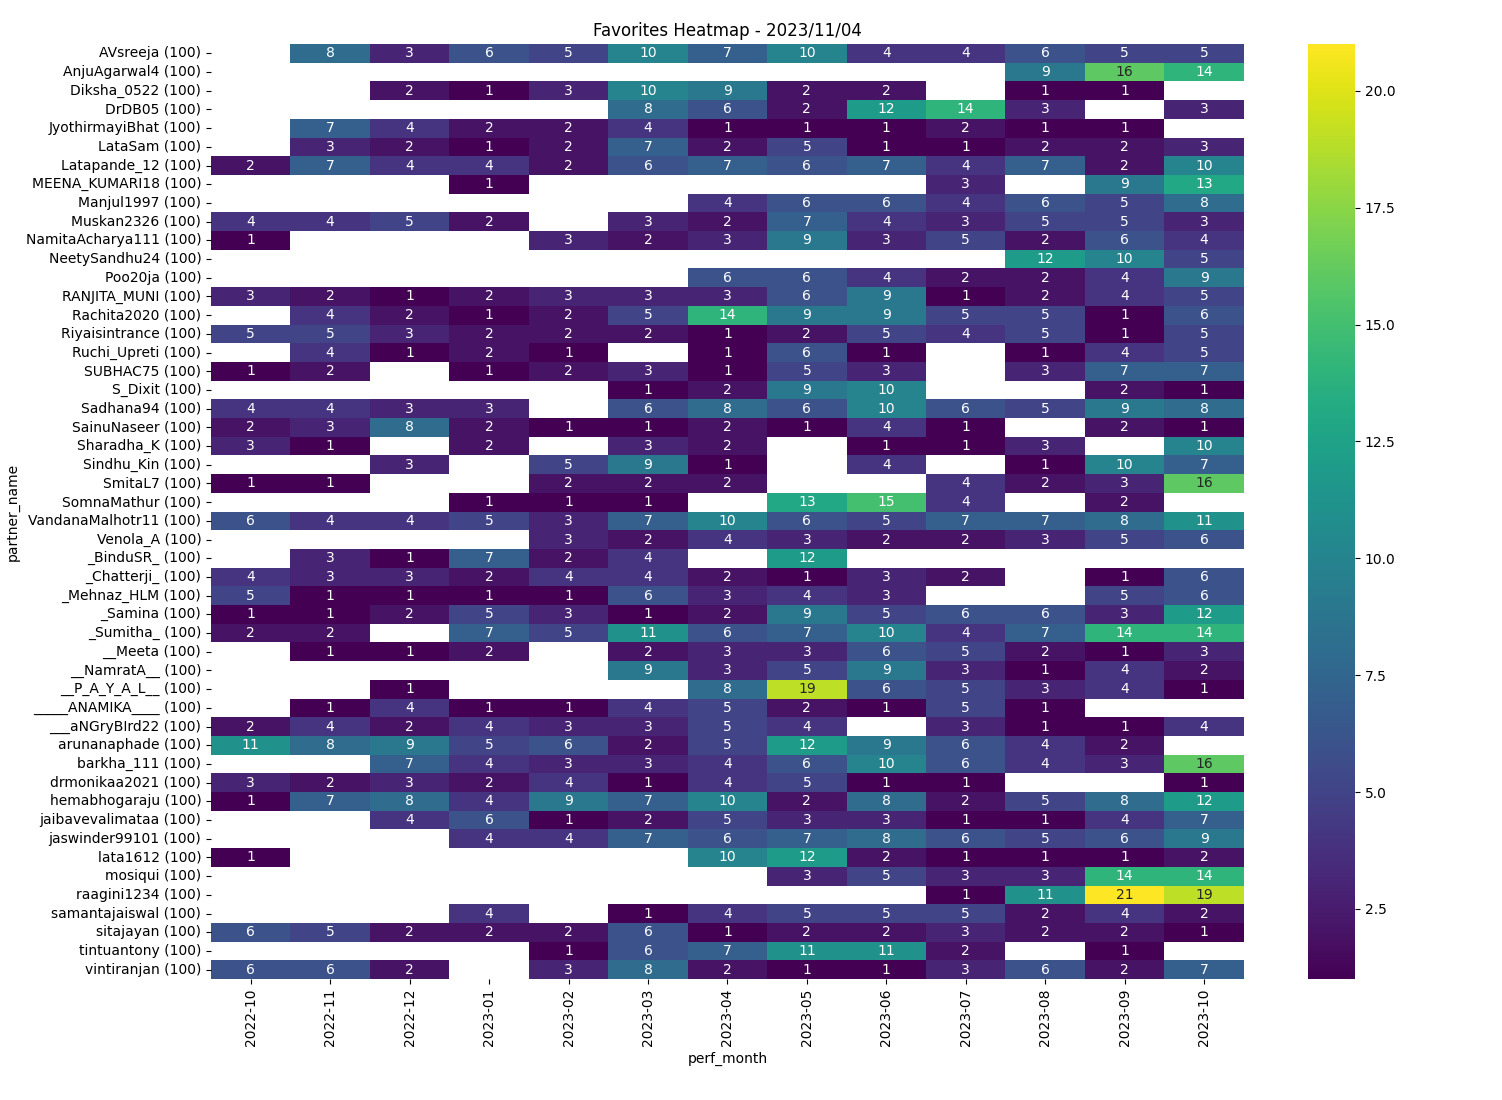 Favorites Heatmap - 2023/11/04
AVsreeja (100) 8 3 6 5 10 7 10 4 4 6 5 5
AnjuAgarwal4 (100) 9 16 14
Diksha_0522 (100) 2 1 3 10 9 2 2 1 1
DrDB05 (100) 8 6 2 12 14 3 3
JyothirmayiBhat (100) 7 4 2 2 4 1 1 1 2 1 1
LataSam (100) 3 2 1 2 7 2 5 1 1 2 2 3
Latapande_12 (100) 2 7 4 4 2 6 7 6 7 4 7 2 10
MEENA_KUMARI18 (100) 1 3 9 13
Manjul1997 (100) 4 6 6 4 6 5 8
Muskan2326 (100) 4 4 5 2 3 2 7 4 3 5 5 3
NamitaAcharya111 (100) 1 3 2 3 9 3 5 2 6 4
NeetySandhu24 (100) 12 10 5
Poo20ja (100) 6 6 4 2 2 4 9
RANJITA_MUNI (100) 3 2 1 2 3 3 3 6 9 1 2 4 5
Rachita2020 (100) 4 2 1 2 5 14 9 9 5 5 1 6
Riyaisintrance (100) 5 5 3 2 2 2 1 2 5 4 5 1 5
Ruchi_Upreti (100) 4 1 2 1 1 6 1 1 4 5
SUBHAC75 (100) 1 2 1 2 3 1 5 3 3 7 7
S_Dixit (100) 1 2 9 10 2 1
Sadhana94 (100) 4 4 3 3 6 8 6 10 6 5 9 8
SainuNaseer (100) 2 3 8 2 1 1 2 1 4 1 2 1
Sharadha_K (100) 3 1 2 3 2 1 1 3 10
Sindhu_Kin (100) 3 5 9 1 4 1 10 7
SmitaL7 (100) 1 1 2 2 2 4 2 3 16
SomnaMathur (100) 1 1 1 13 15 4 2
VandanaMalhotr11 (100) 6 4 4 5 3 7 10 6 5 7 7 8 11
Venola_A (100) 3 2 4 3 2 2 3 5 6
_BinduSR_ (100) 3 1 7 2 4 12
_Chatterji_ (100) 4 3 3 2 4 4 2 1 3 2 1 6
_Mehnaz_HLM (100) 5 1 1 1 1 6 3 4 3 5 6
_Samina (100) 1 1 2 5 3 1 2 9 5 6 6 3 12
_Sumitha_ (100) 2 2 7 5 11 6 7 10 4 7 14 14
__Meeta (100) 1 1 2 2 3 3 6 5 2 1 3
__NamratA__ (100) 9 3 5 9 3 1 4 2
__P_A_Y_A_L__ (100) 1 8 19 6 5 3 4 1
_____ANAMIKA____ (100) 1 4 1 1 4 5 2 1 5 1
___aNGryBIrd22 (100) 2 4 2 4 3 3 5 4 3 1 1 4
arunanaphade (100) 11 8 9 5 6 2 5 12 9 6 4 2
barkha_111 (100) 7 4 3 3 4 6 10 6 4 3 16
drmonikaa2021 (100) 3 2 3 2 4 1 4 5 1 1 1
hemabhogaraju (100) 1 7 8 4 9 7 10 2 8 2 5 8 12
jaibavevalimataa (100) 4 6 1 2 5 3 3 1 1 4 7
jaswinder99101 (100) 4 4 7 6 7 8 6 5 6 9
lata1612 (100) 1 10 12 2 1 1 1 2
mosiqui (100) 3 5 3 3 14 14
raagini1234 (100) 1 11 21 19
samantajaiswal (100) 4 1 4 5 5 5 2 4 2
sitajayan (100) 6 5 2 2 2 6 1 2 2 3 2 2 1
tintuantony (100) 1 6 7 11 11 2 1
vintiranjan (100) 6 6 2 3 8 2 1 1 3 6 2 7
partner_name
2022-10 2022-11 2022-12 2023-01 2023-02 2023-03 2023-04 2023-05 2023-06 2023-07 2023-08 2023-09 2023-10
perf_month
20.0
17.5
15.0
12.5
10.0
7.5
5.0
2.5